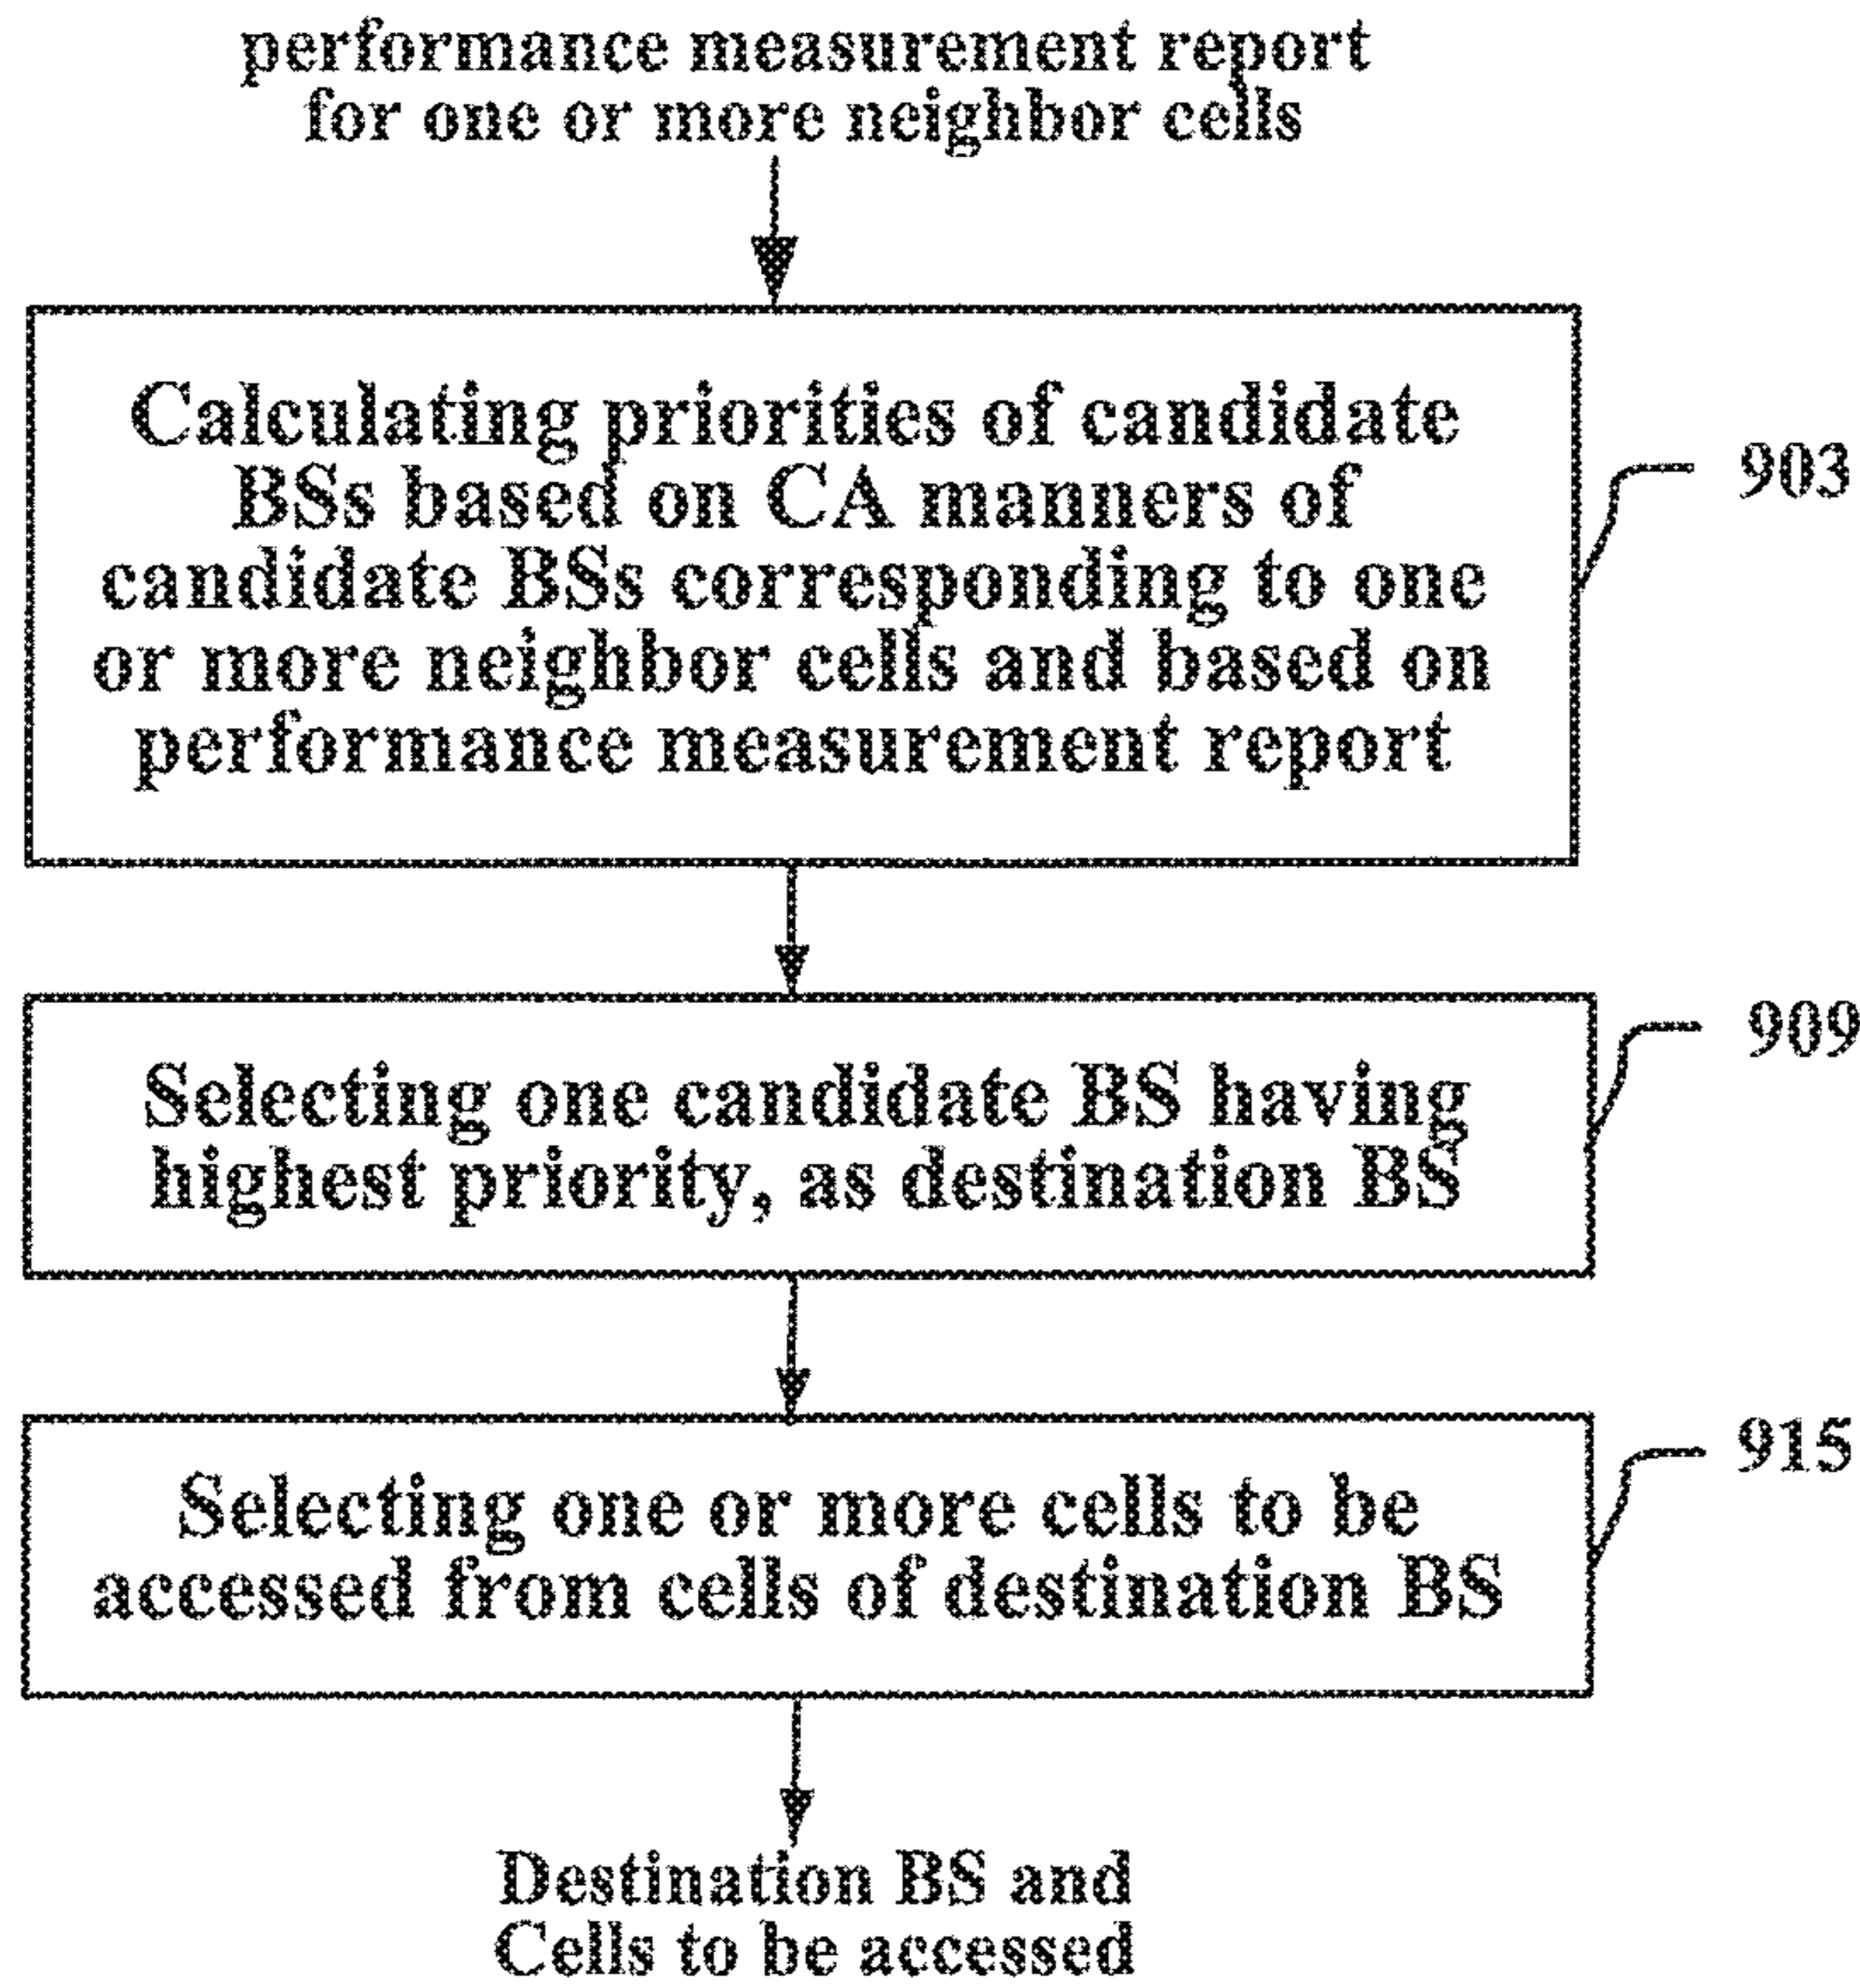 performance measurement report
for one or more neighbor cells
Calculating priorities of candidate
BSs based on CA manners of
candidate BSs corresponding to one
or more neighbor cells and based on
performance measurement report
903
Selecting one candidate BS having
highest priority, as destination BS
909
Selecting one or more cells to be
accessed from cells of destination BS
915
Destination BS and
Cells to be accessed